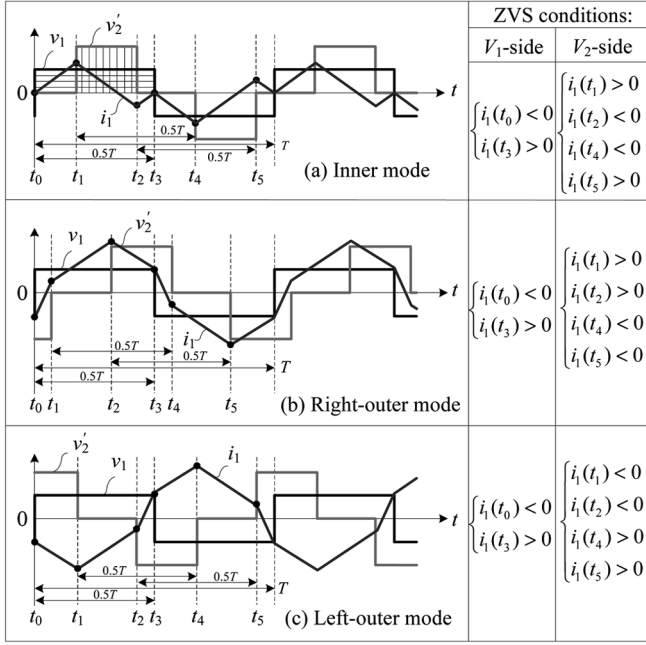 ZVS conditions:
V₁-side V₂-side
v₁ v₂′
0
i₁
t
0.5T
0.5T
T
0.5T
t₀ t₁ t₂ t₃ t₄ t₅
(a) Inner mode
i₁(t₀) < 0
i₁(t₃) > 0
i₁(t₁) > 0
i₁(t₂) < 0
i₁(t₄) < 0
i₁(t₅) > 0
v₁ v₂′
0
i₁
t
0.5T
0.5T
T
0.5T
t₀ t₁ t₂ t₃ t₄ t₅
(b) Right-outer mode
i₁(t₀) < 0
i₁(t₃) > 0
i₁(t₁) > 0
i₁(t₂) > 0
i₁(t₄) < 0
i₁(t₅) < 0
v₂′ v₁ i₁
0
t
0.5T
0.5T
T
0.5T
t₀ t₁ t₂ t₃ t₄ t₅
(c) Left-outer mode
i₁(t₀) < 0
i₁(t₃) > 0
i₁(t₁) < 0
i₁(t₂) < 0
i₁(t₄) > 0
i₁(t₅) > 0